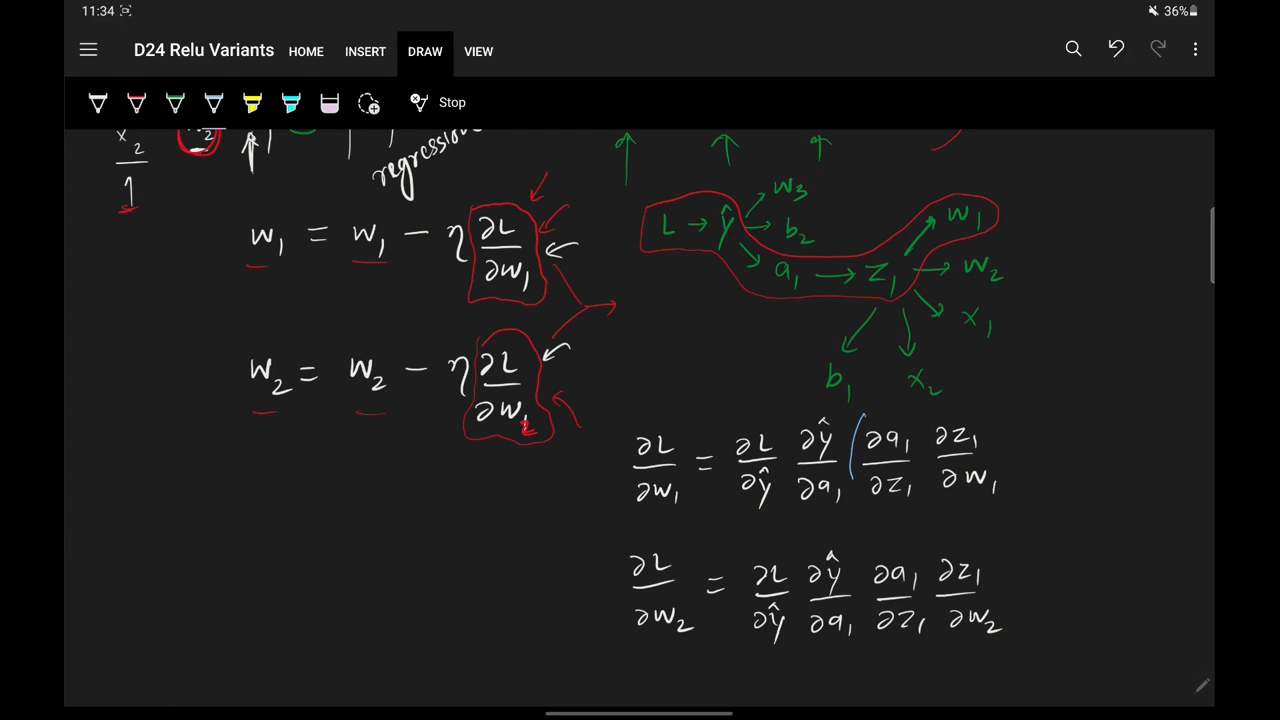 11:34 36%
D24 Relu Variants HOME INSERT DRAW VIEW
Stop
x₂
1
regression
w₁ = w₁ − η ∂L/∂w₁
w₂ = w₂ − η ∂L/∂w₂
L → ŷ → w₃
→ b₂
→ a₁ → z₁ → w₁
→ w₂
x₁
b₁ x₂
∂L/∂w₁ = ∂L/∂ŷ ∂ŷ/∂a₁ ( ∂a₁/∂z₁ ∂z₁/∂w₁
∂L/∂w₂ = ∂L/∂ŷ ∂ŷ/∂a₁ ∂a₁/∂z₁ ∂z₁/∂w₂